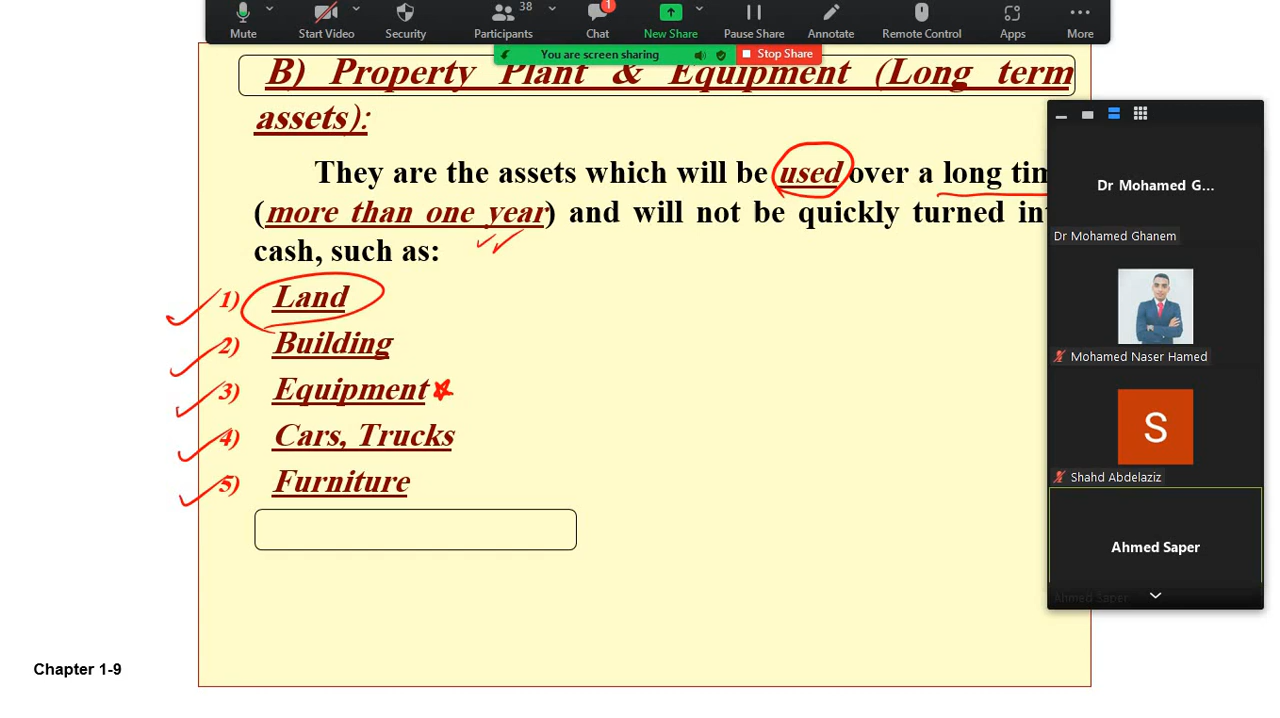 Mute
Start Video
Security
Participants
38
Chat
1
New Share
Pause Share
Annotate
Remote Control
Apps
More
You are screen sharing
Stop Share
B) Property Plant & Equipment (Long term
assets):
They are the assets which will be used over a long tim
(more than one year) and will not be quickly turned int
cash, such as:
1) Land
2) Building
3) Equipment
4) Cars, Trucks
5) Furniture
Chapter 1-9
Dr Mohamed G...
Dr Mohamed Ghanem
Mohamed Naser Hamed
S
Shahd Abdelaziz
Ahmed Saper
Ahmed Saper